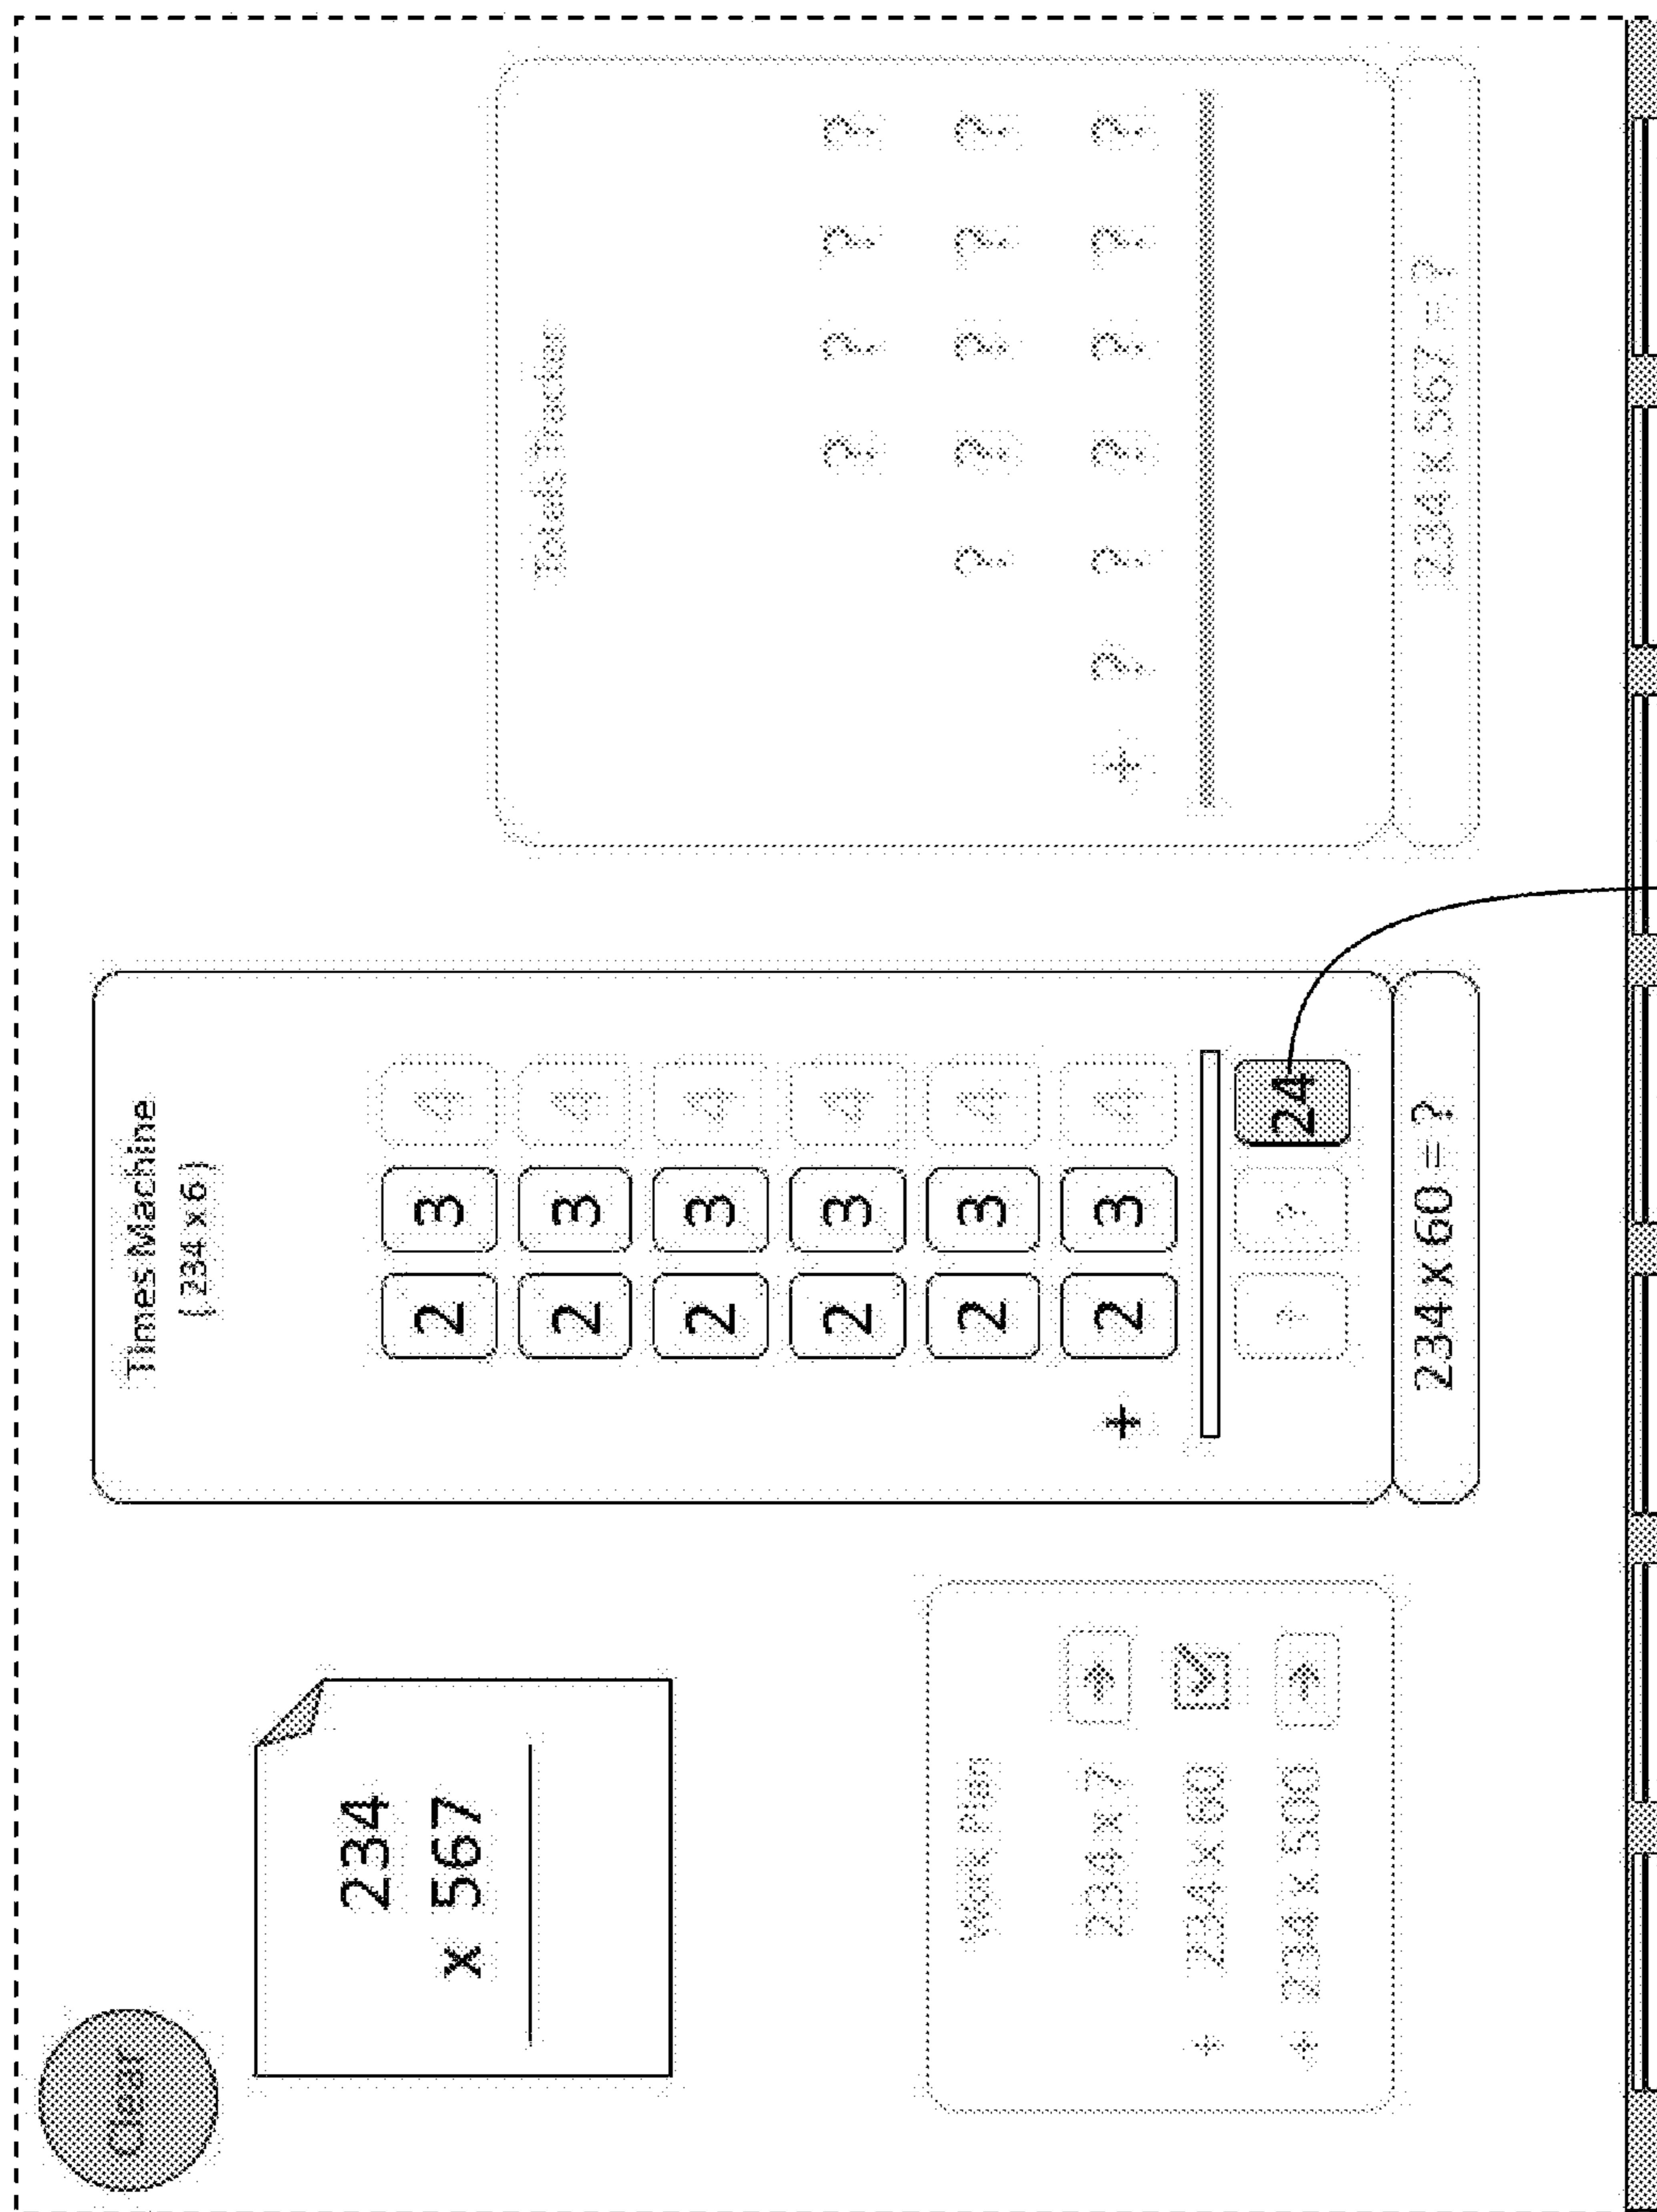 Clear
234
x 567
Work Plan
234 x 7
+ 234 x 60
+ 234 x 500
Times Machine
( 234 x 6 )
2 3 4
2 3 4
2 3 4
2 3 4
2 3 4
+ 2 3 4
? ? 24
234 x 60 = ?
Totals Tracker
? ? ? ?
? ? ? ? ?
+ ? ? ? ? ? ?
234 x 567 = ?